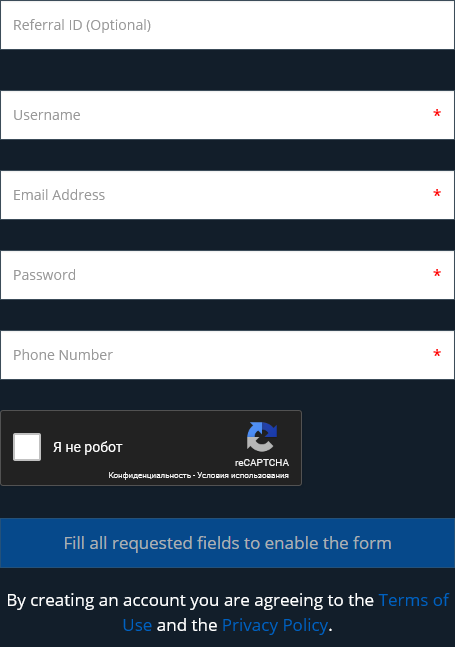 Referral ID (Optional)
Username *
Email Address *
Password *
Phone Number *
Я не робот
reCAPTCHA
Конфиденциальность - Условия использования
Fill all requested fields to enable the form
By creating an account you are agreeing to the Terms of
Use and the Privacy Policy.